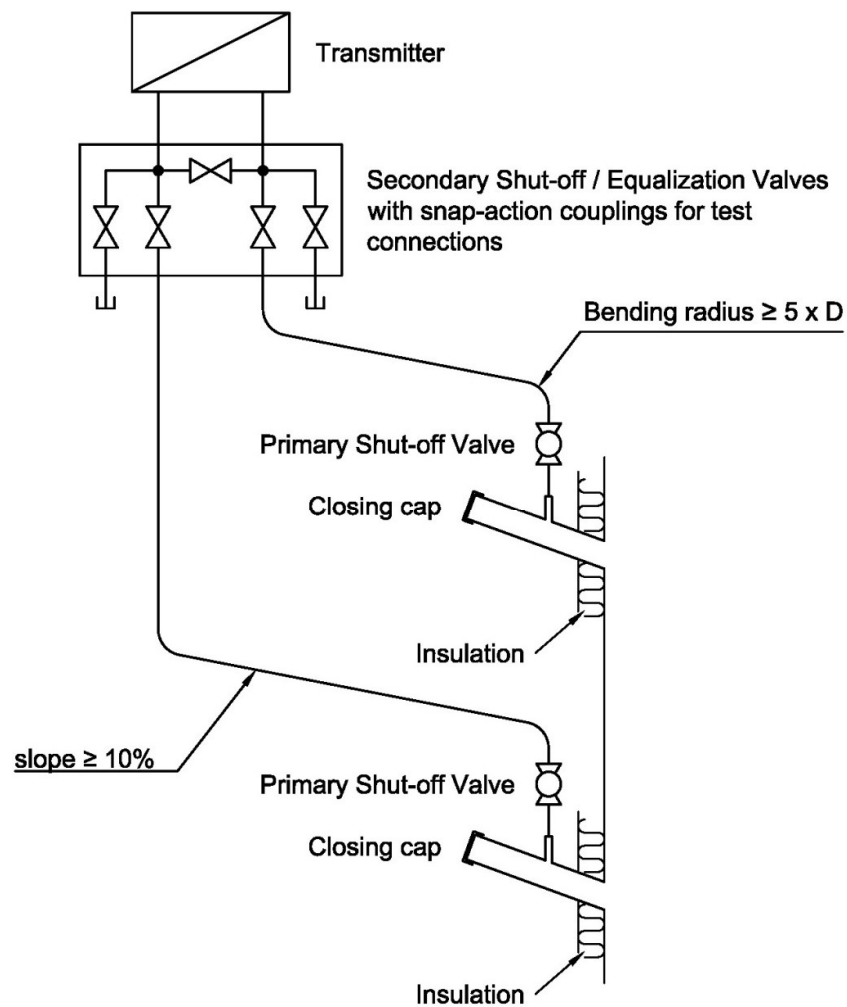 Transmitter
Secondary Shut-off / Equalization Valves
with snap-action couplings for test
connections
Bending radius ≥ 5 x D
Primary Shut-off Valve
Closing cap
Insulation
slope ≥ 10%
Primary Shut-off Valve
Closing cap
Insulation